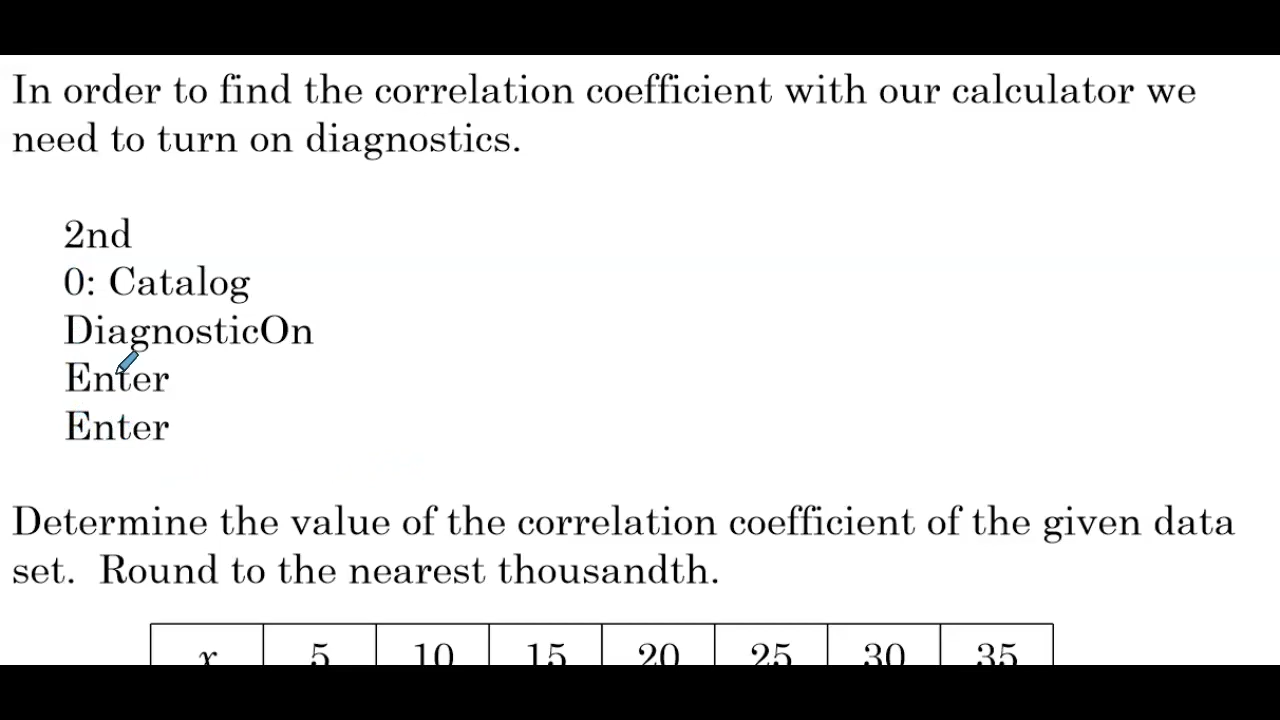 In order to find the correlation coefficient with our calculator we
need to turn on diagnostics.
2nd
0: Catalog
DiagnosticOn
Enter
Enter
Determine the value of the correlation coefficient of the given data
set. Round to the nearest thousandth.
x 5 10 15 20 25 30 35